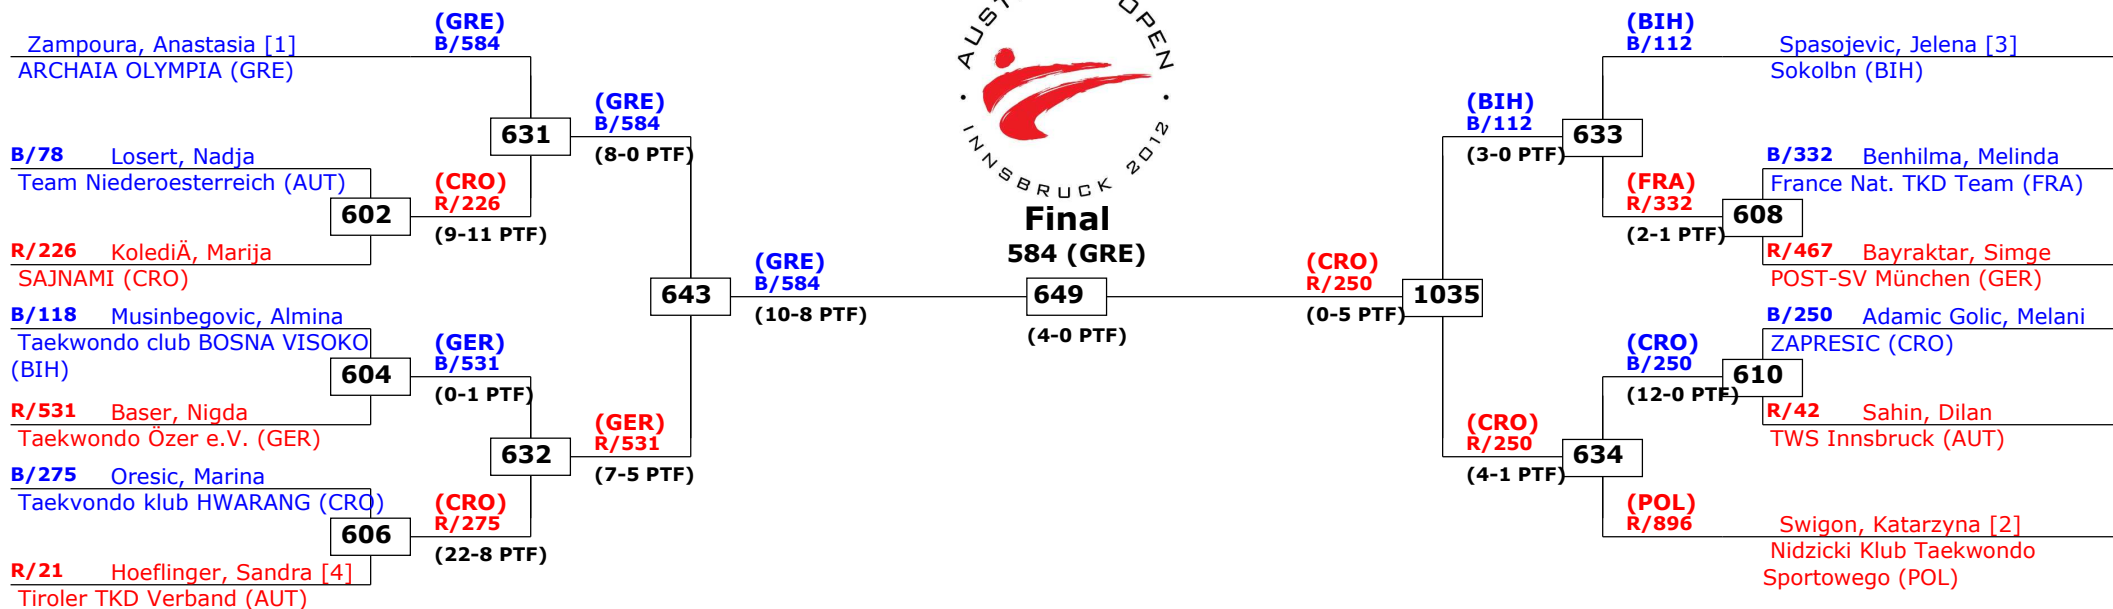 (GRE)
B/584
Zampoura, Anastasia [1]
ARCHAIA OLYMPIA (GRE)
631
(GRE)
B/584
(8-0 PTF)
B/78 Losert, Nadja
Team Niederoesterreich (AUT)
602
(CRO)
R/226
(9-11 PTF)
R/226 KolediÄ, Marija
SAJNAMI (CRO)
643
(GRE)
B/584
(10-8 PTF)
B/118 Musinbegovic, Almina
Taekwondo club BOSNA VISOKO
(BIH)
604
(GER)
B/531
(0-1 PTF)
R/531 Baser, Nigda
Taekwondo Özer e.V. (GER)
632
(GER)
R/531
(7-5 PTF)
B/275 Oresic, Marina
Taekvondo klub HWARANG (CRO)
606
(CRO)
R/275
(22-8 PTF)
R/21 Hoeflinger, Sandra [4]
Tiroler TKD Verband (AUT)
OPEN
INNSBRUCK 2012
Final
584 (GRE)
649
(4-0 PTF)
(CRO)
R/250
(0-5 PTF)
1035
(BIH)
B/112
(3-0 PTF)
633
(BIH)
B/112
Spasojevic, Jelena [3]
Sokolbn (BIH)
(FRA)
R/332
(2-1 PTF)
608
B/332 Benhilma, Melinda
France Nat. TKD Team (FRA)
R/467 Bayraktar, Simge
POST-SV München (GER)
(CRO)
R/250
(4-1 PTF)
634
(CRO)
B/250
(12-0 PTF)
610
B/250 Adamic Golic, Melani
ZAPRESIC (CRO)
R/42 Sahin, Dilan
TWS Innsbruck (AUT)
(POL)
R/896
Swigon, Katarzyna [2]
Nidzicki Klub Taekwondo
Sportowego (POL)